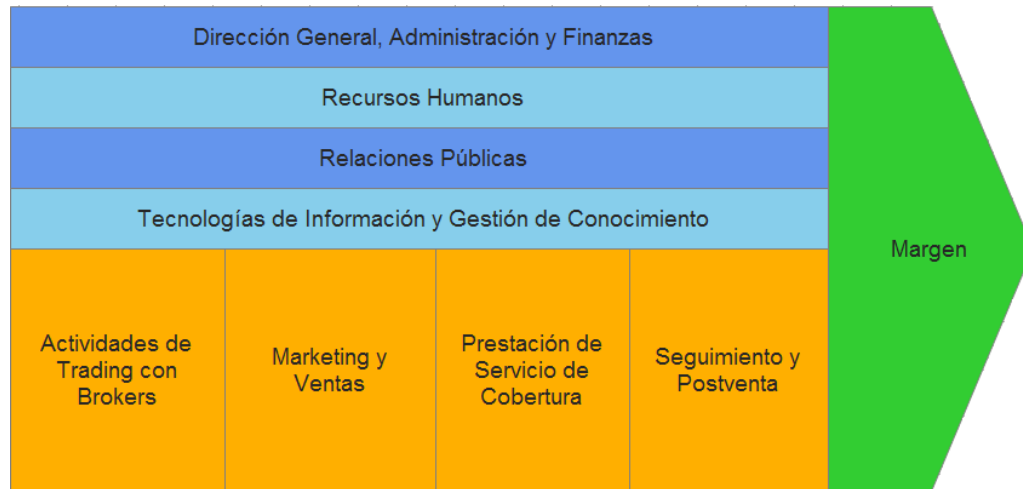 Dirección General, Administración y Finanzas
Recursos Humanos
Relaciones Públicas
Tecnologías de Información y Gestión de Conocimiento
Margen
Actividades de
Trading con
Brokers
Marketing y
Ventas
Prestación de
Servicio de
Cobertura
Seguimiento y
Postventa